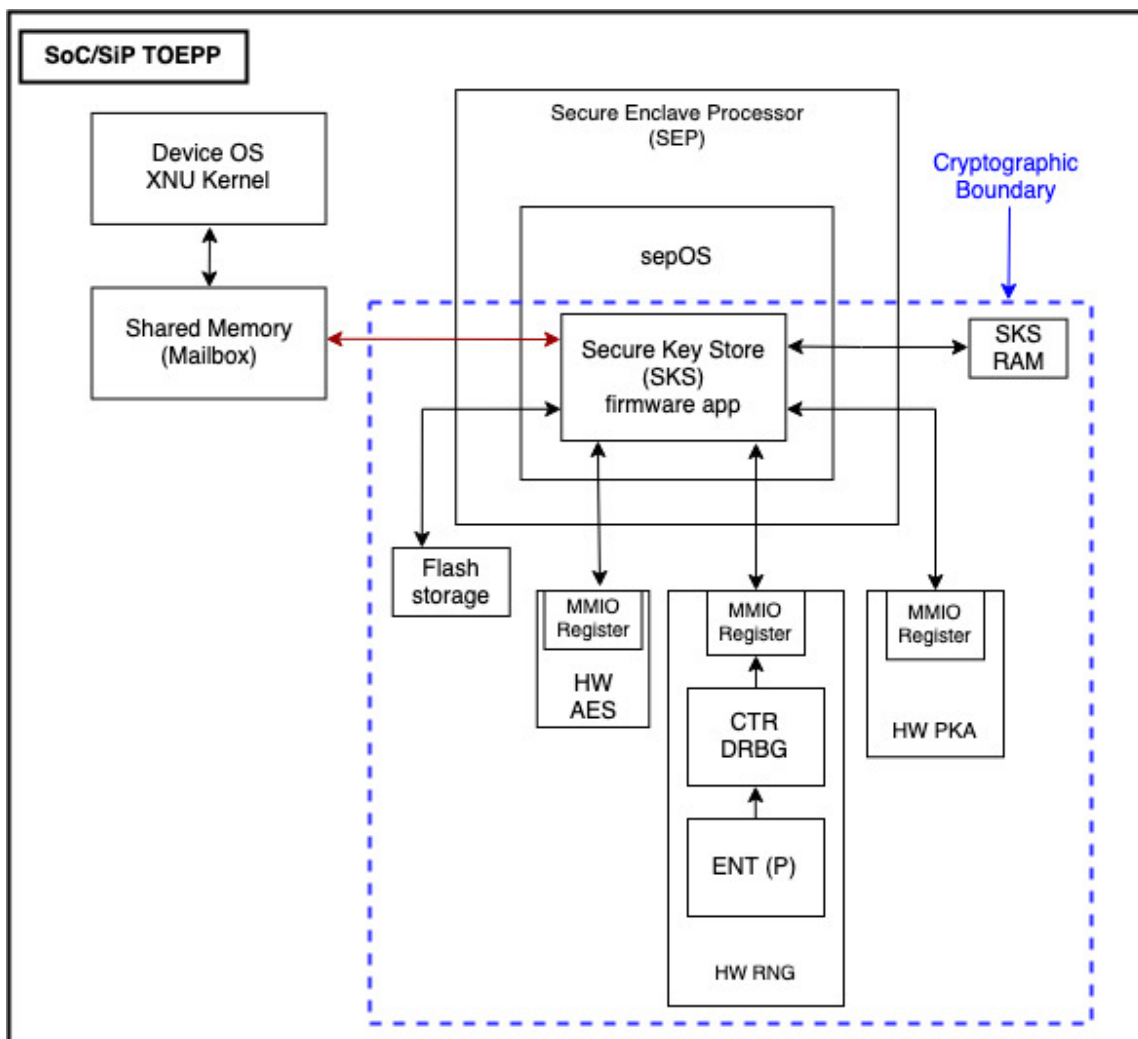 SoC/SiP TOEPP
Device OS
XNU Kernel
Secure Enclave Processor
(SEP)
Cryptographic
Boundary
sepOS
Shared Memory
(Mailbox)
Secure Key Store
(SKS)
firmware app
SKS
RAM
Flash
storage
MMIO
Register
HW
AES
MMIO
Register
CTR
DRBG
ENT (P)
HW RNG
MMIO
Register
HW PKA